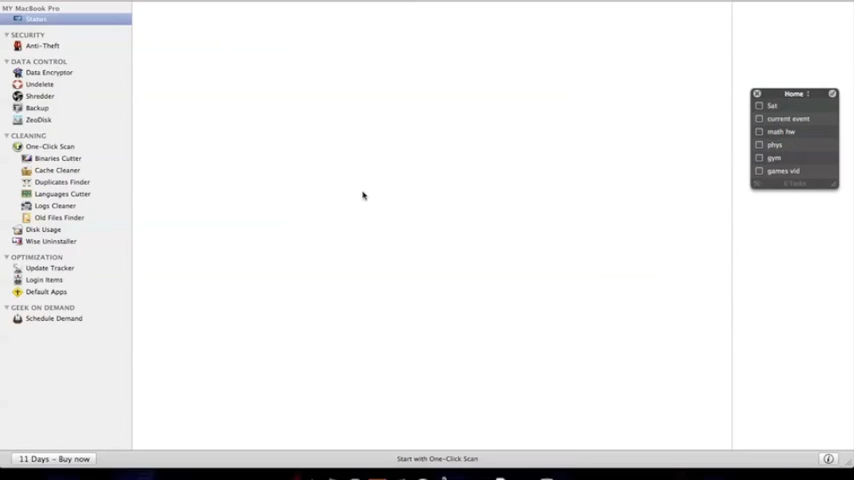 MY MACBOOK PRO
Status
SECURITY
Anti-Theft
DATA CONTROL
Data Encryptor
Undelete
Shredder
Backup
ZeoDisk
CLEANING
One-Click Scan
Binaries Cutter
Cache Cleaner
Duplicates Finder
Languages Cutter
Logs Cleaner
Old Files Finder
Disk Usage
Wise Uninstaller
OPTIMIZATION
Update Tracker
Login Items
Default Apps
GEEK ON DEMAND
Schedule Demand
11 Days - Buy now
Start with One-Click Scan
Home
Sat
current event
math hw
phys
gym
games vid
6 Tasks